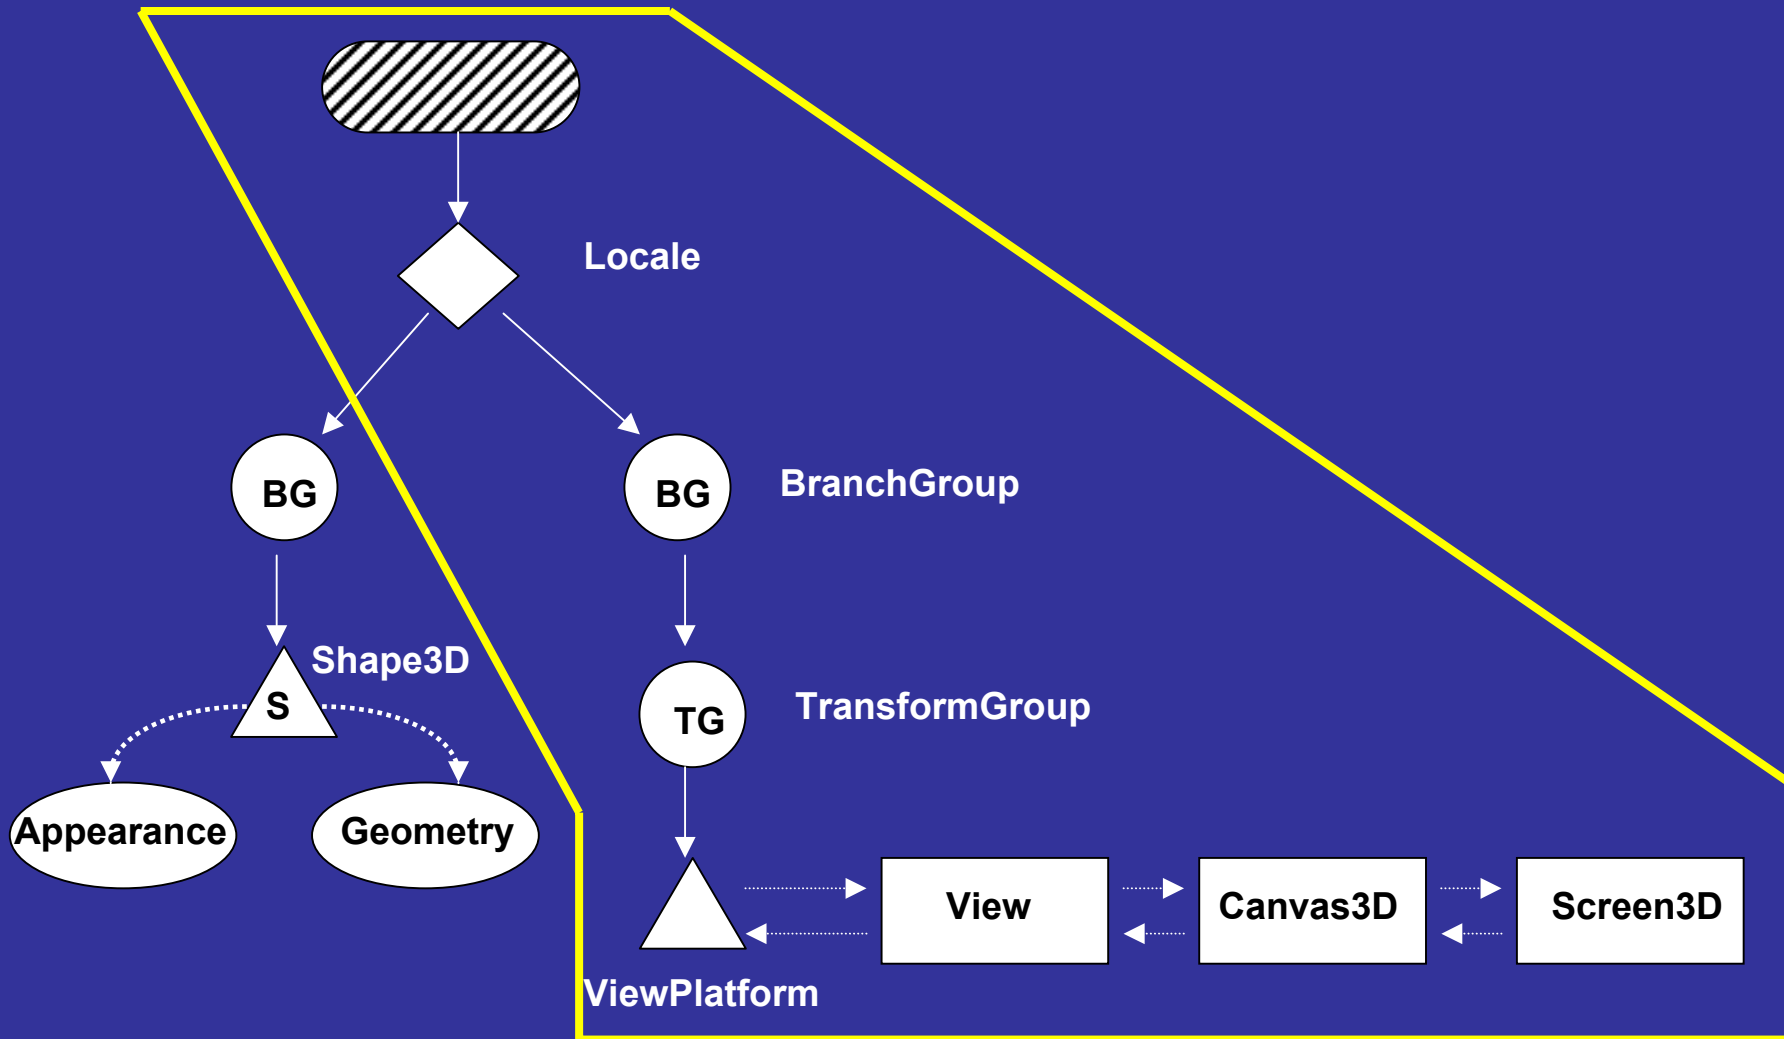 Locale
BG
BG
BranchGroup
Shape3D
S
TG
TransformGroup
Appearance
Geometry
View
Canvas3D
Screen3D
ViewPlatform